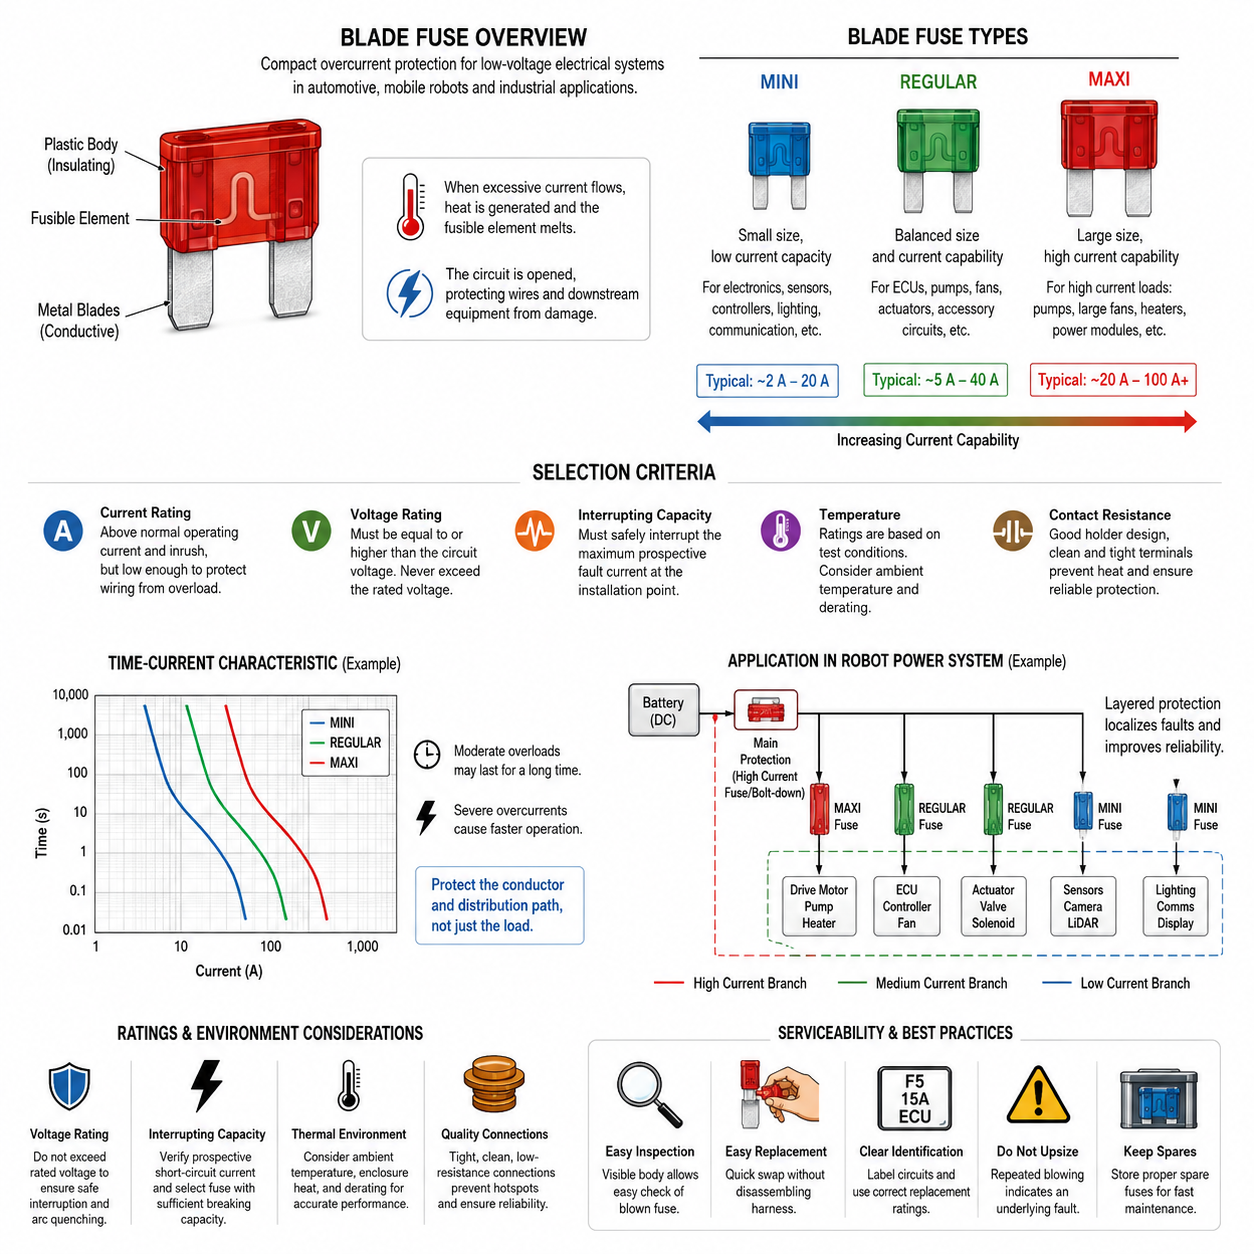 BLADE FUSE OVERVIEW
Compact overcurrent protection for low-voltage electrical systems
in automotive, mobile robots and industrial applications.
Plastic Body
(Insulating)
Fusible Element
Metal Blades
(Conductive)
When excessive current flows,
heat is generated and the
fusible element melts.
The circuit is opened,
protecting wires and downstream
equipment from damage.
BLADE FUSE TYPES
MINI
Small size,
low current capacity
For electronics, sensors,
controllers, lighting,
communication, etc.
Typical: ~2 A – 20 A
REGULAR
Balanced size
and current capability
For ECUs, pumps, fans,
actuators, accessory
circuits, etc.
Typical: ~5 A – 40 A
MAXI
Large size,
high current capability
For high current loads:
pumps, large fans, heaters,
power modules, etc.
Typical: ~20 A – 100 A+
Increasing Current Capability
SELECTION CRITERIA
A
Current Rating
Above normal operating
current and inrush,
but low enough to protect
wiring from overload.
V
Voltage Rating
Must be equal to or
higher than the circuit
voltage. Never exceed
the rated voltage.
Interrupting Capacity
Must safely interrupt the
maximum prospective
fault current at the
installation point.
Temperature
Ratings are based on
test conditions.
Consider ambient
temperature and
derating.
Contact Resistance
Good holder design,
clean and tight terminals
prevent heat and ensure
reliable protection.
TIME-CURRENT CHARACTERISTIC (Example)
Time (s)
10,000
1,000
100
10
1
0.1
0.01
1
10
100
1,000
Current (A)
MINI
REGULAR
MAXI
Moderate overloads
may last for a long time.
Severe overcurrents
cause faster operation.
Protect the conductor
and distribution path,
not just the load.
APPLICATION IN ROBOT POWER SYSTEM (Example)
Battery
(DC)
Main
Protection
(High Current
Fuse/Bolt-down)
Layered protection
localizes faults and
improves reliability.
MAXI
Fuse
REGULAR
Fuse
REGULAR
Fuse
MINI
Fuse
MINI
Fuse
Drive Motor
Pump
Heater
ECU
Controller
Fan
Actuator
Valve
Solenoid
Sensors
Camera
LiDAR
Lighting
Comms
Display
High Current Branch
Medium Current Branch
Low Current Branch
RATINGS & ENVIRONMENT CONSIDERATIONS
Voltage Rating
Do not exceed
rated voltage to
ensure safe
interruption and
arc quenching.
Interrupting Capacity
Verify prospective
short-circuit current
and select fuse with
sufficient breaking
capacity.
Thermal Environment
Consider ambient
temperature, enclosure
heat, and derating for
accurate performance.
Quality Connections
Tight, clean, low-
resistance connections
prevent hotspots
and ensure reliability.
SERVICEABILITY & BEST PRACTICES
Easy Inspection
Visible body allows
easy check of
blown fuse.
Easy Replacement
Quick swap without
disassembling
harness.
F5
15A
ECU
Clear Identification
Label circuits and
use correct replacement
ratings.
Do Not Upsize
Repeated blowing
indicates an
underlying fault.
Keep Spares
Store proper spare
fuses for fast
maintenance.